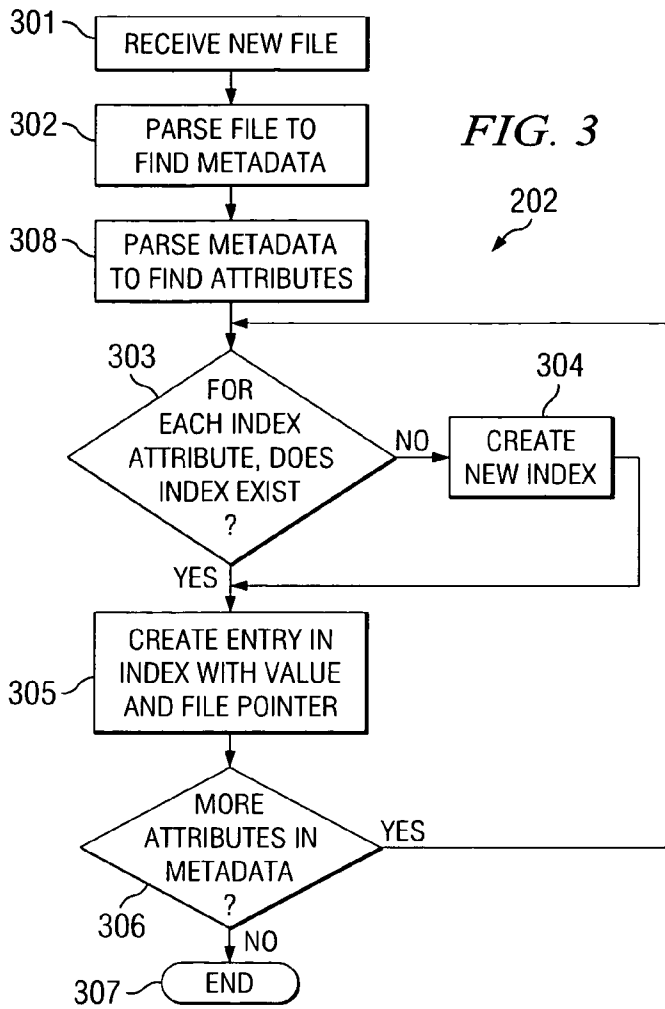 301
RECEIVE NEW FILE
302
PARSE FILE TO
FIND METADATA
FIG. 3
202
308
PARSE METADATA
TO FIND ATTRIBUTES
303
FOR
EACH INDEX
ATTRIBUTE, DOES
INDEX EXIST
?
NO
304
CREATE
NEW INDEX
YES
305
CREATE ENTRY IN
INDEX WITH VALUE
AND FILE POINTER
MORE
ATTRIBUTES IN
METADATA
?
YES
306
NO
307
END